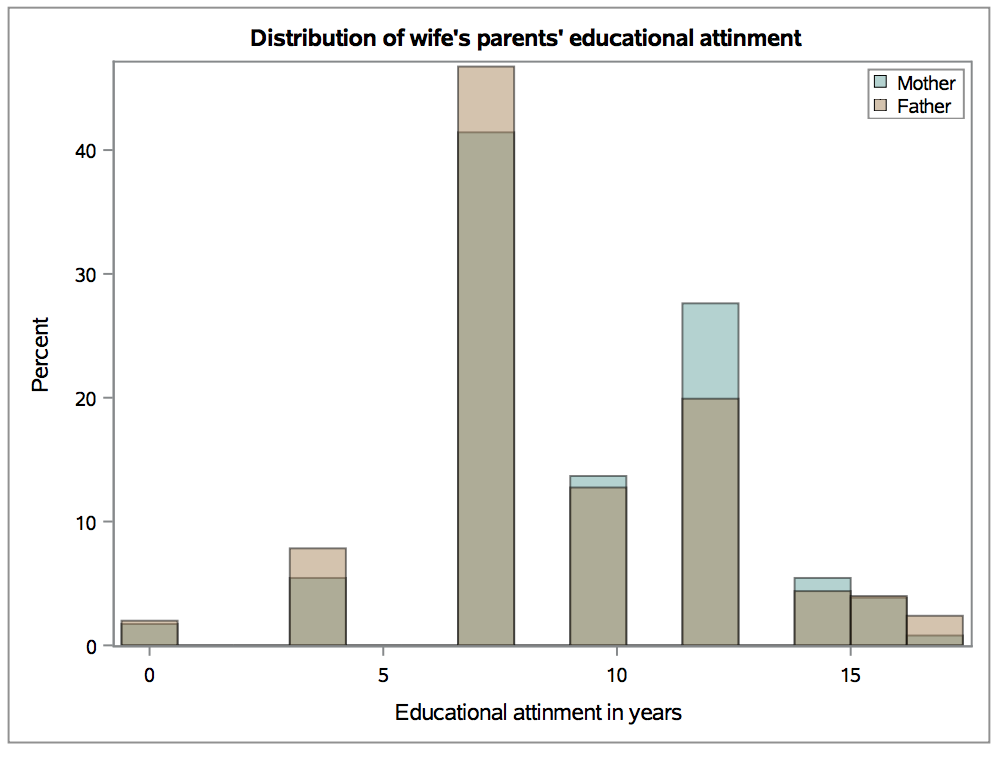 Distribution of wife's parents' educational attinment
Mother
Father
40
30
20
10
0
Percent
0 5 10 15
Educational attinment in years